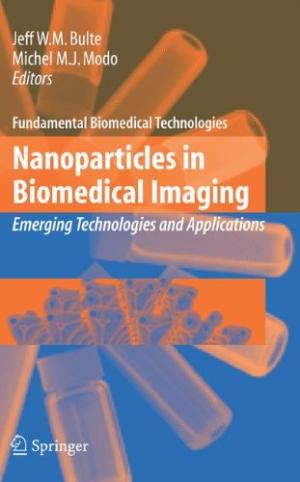 Jeff W.M. Bulte
Michel M.J. Modo
Editors
Fundamental Biomedical Technologies
Nanoparticles in
Biomedical Imaging
Emerging Technologies and Applications
Springer